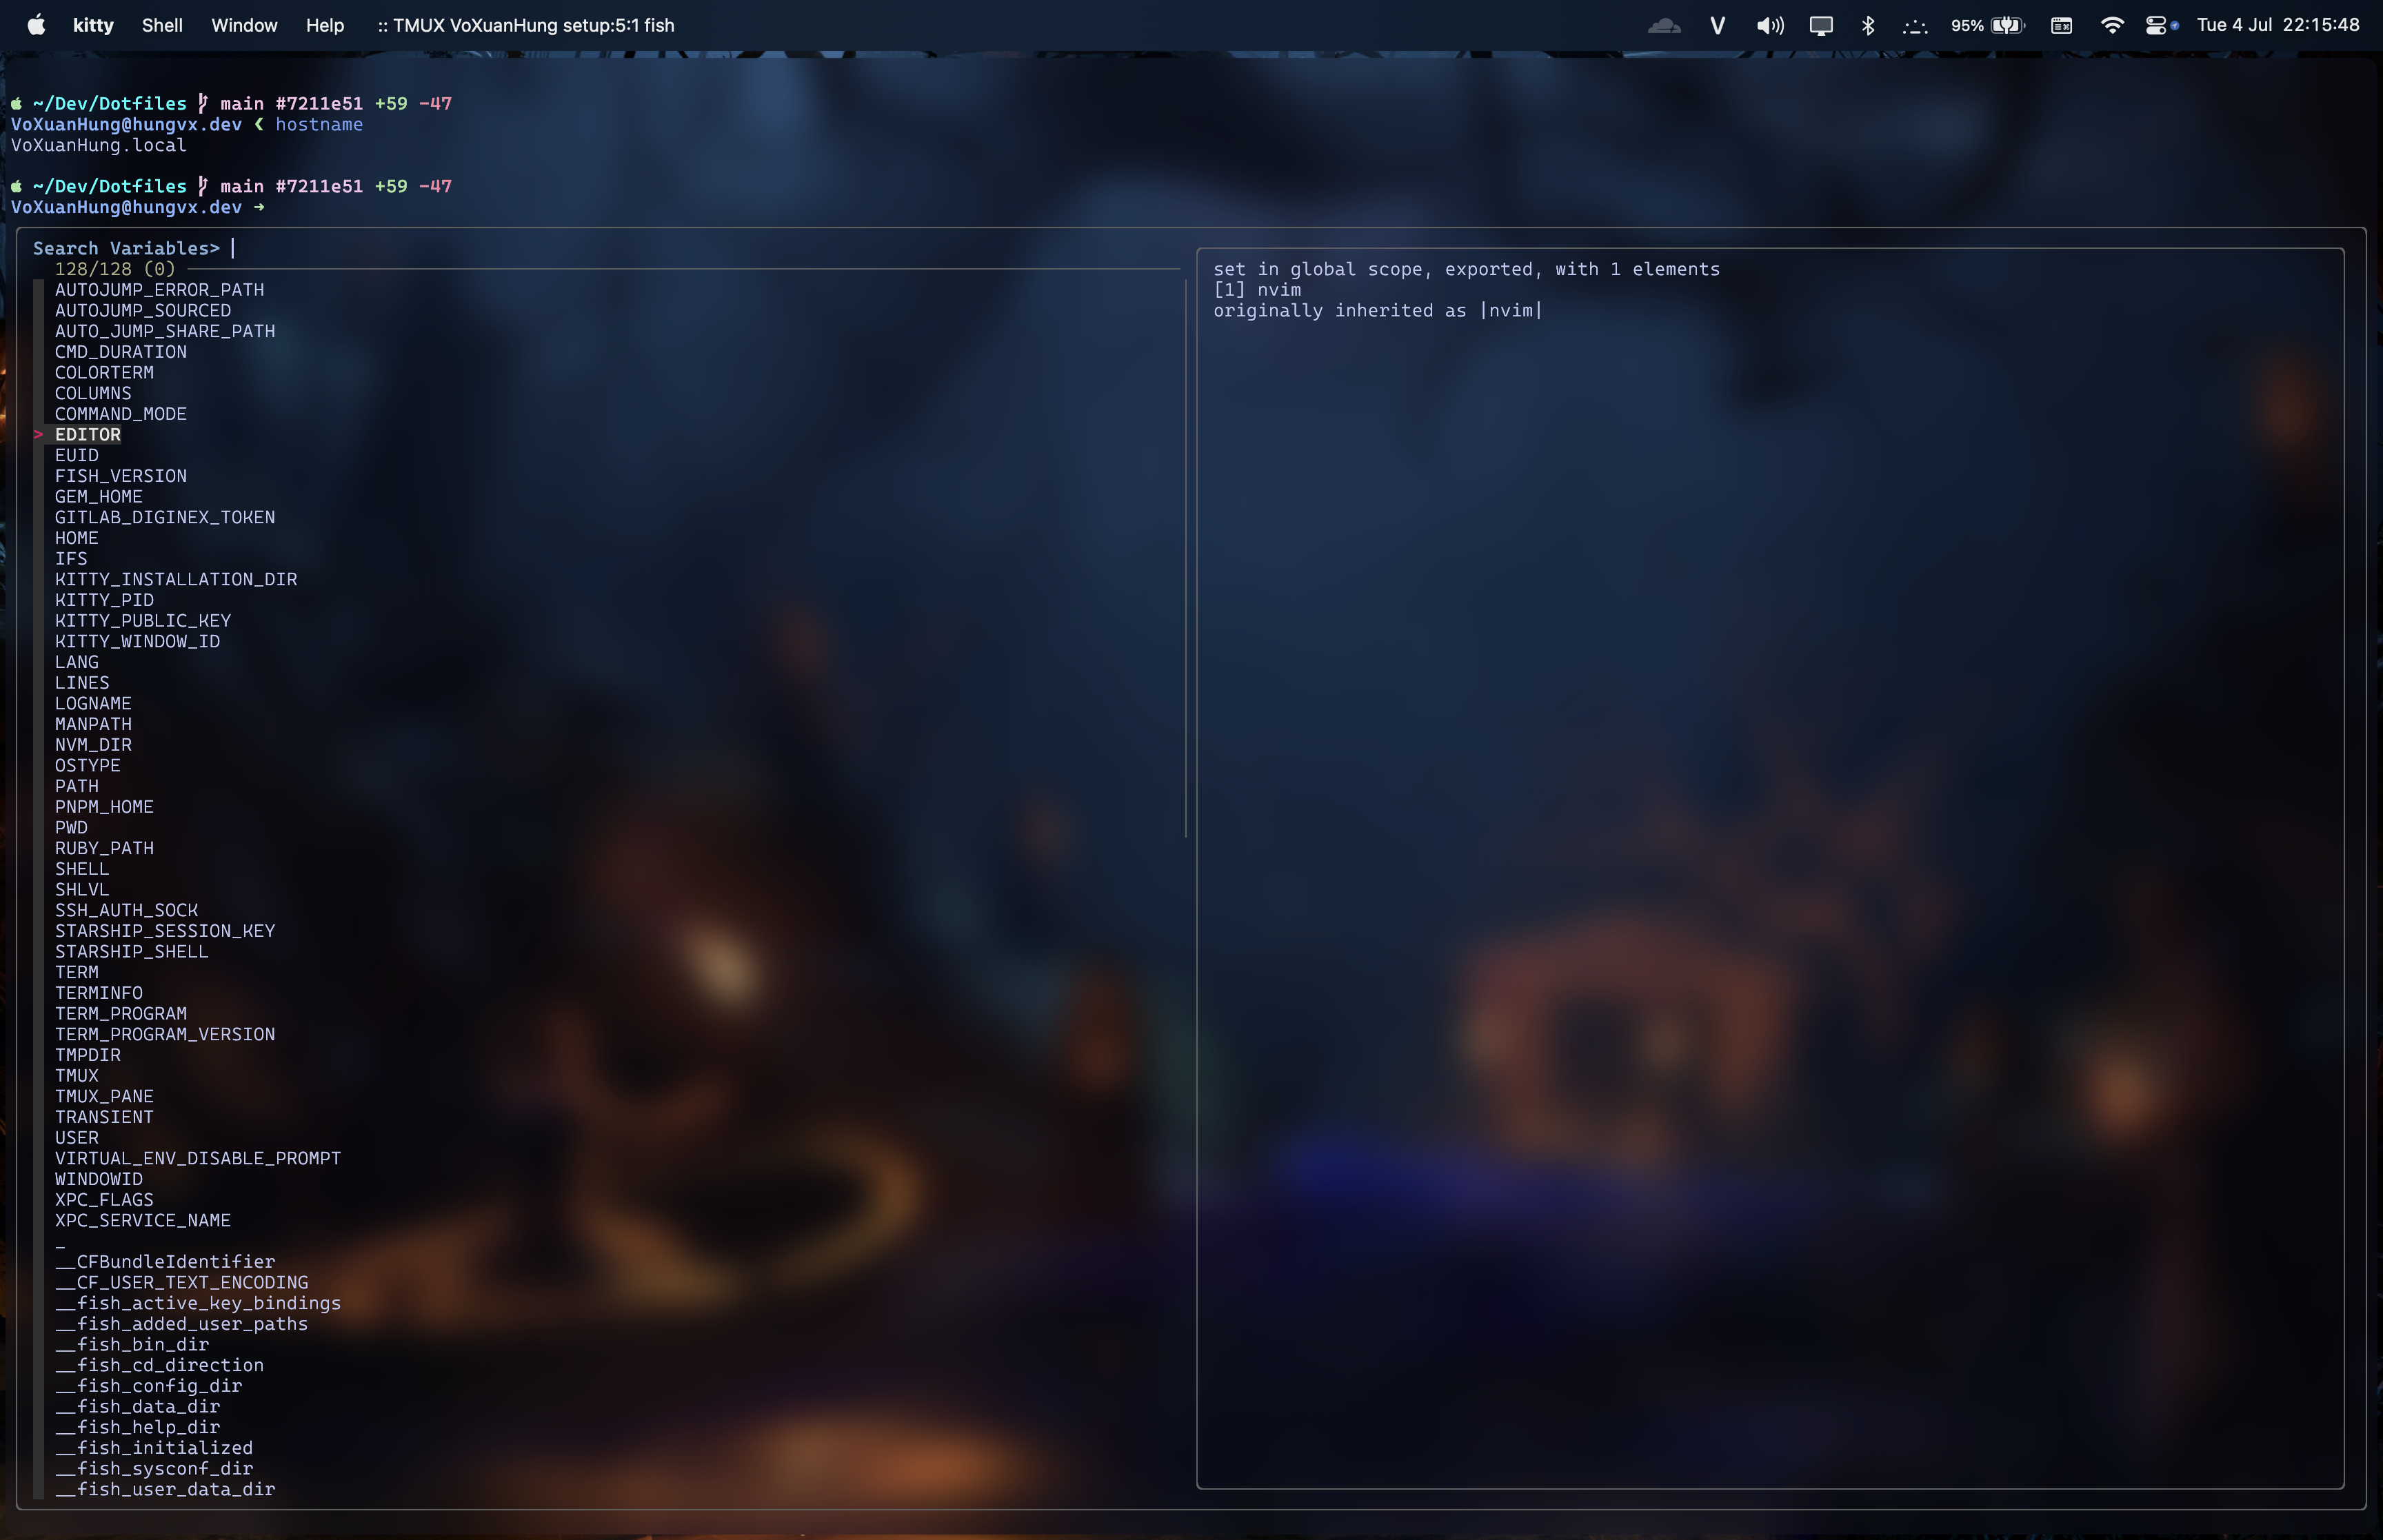 kitty Shell Window Help :: TMUX VoXuanHung setup:5:1 fish V 95% Tue 4 Jul 22:15:48
~/Dev/Dotfiles main #7211e51 +59 -47
VoXuanHung@hungvx.dev ❮ hostname
VoXuanHung.local
~/Dev/Dotfiles main #7211e51 +59 -47
VoXuanHung@hungvx.dev →
Search Variables>
128/128 (0)
AUTOJUMP_ERROR_PATH
AUTOJUMP_SOURCED
AUTO_JUMP_SHARE_PATH
CMD_DURATION
COLORTERM
COLUMNS
COMMAND_MODE
> EDITOR
EUID
FISH_VERSION
GEM_HOME
GITLAB_DIGINEX_TOKEN
HOME
IFS
KITTY_INSTALLATION_DIR
KITTY_PID
KITTY_PUBLIC_KEY
KITTY_WINDOW_ID
LANG
LINES
LOGNAME
MANPATH
NVM_DIR
OSTYPE
PATH
PNPM_HOME
PWD
RUBY_PATH
SHELL
SHLVL
SSH_AUTH_SOCK
STARSHIP_SESSION_KEY
STARSHIP_SHELL
TERM
TERMINFO
TERM_PROGRAM
TERM_PROGRAM_VERSION
TMPDIR
TMUX
TMUX_PANE
TRANSIENT
USER
VIRTUAL_ENV_DISABLE_PROMPT
WINDOWID
XPC_FLAGS
XPC_SERVICE_NAME
_
__CFBundleIdentifier
__CF_USER_TEXT_ENCODING
__fish_active_key_bindings
__fish_added_user_paths
__fish_bin_dir
__fish_cd_direction
__fish_config_dir
__fish_data_dir
__fish_help_dir
__fish_initialized
__fish_sysconf_dir
__fish_user_data_dir
set in global scope, exported, with 1 elements
[1] nvim
originally inherited as |nvim|